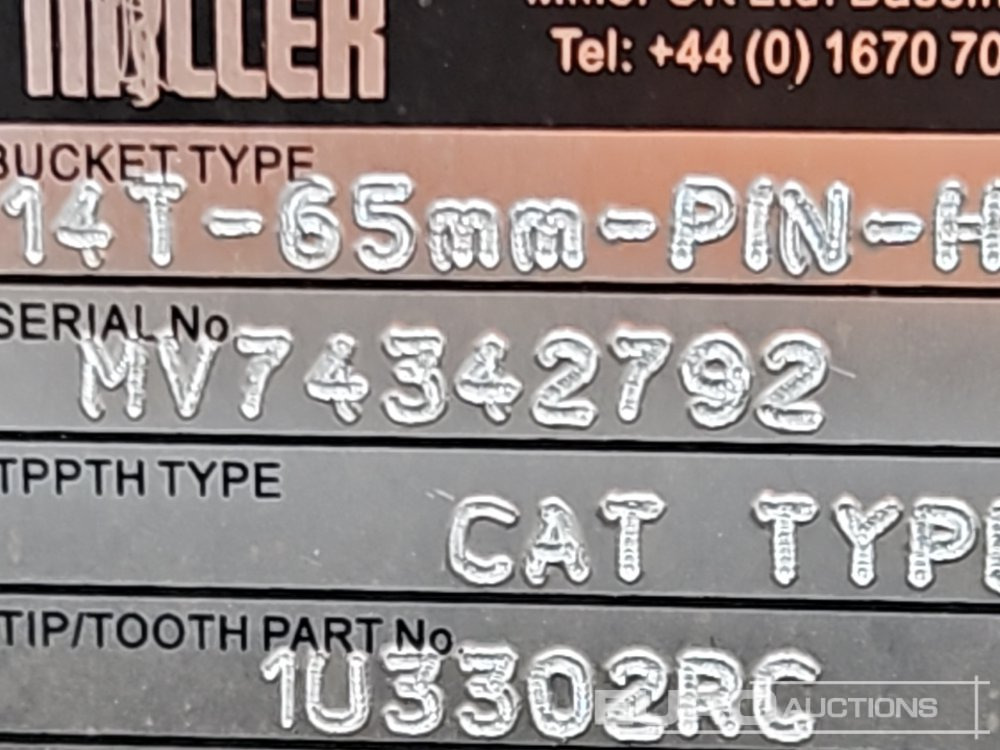 MILLER
Tel: +44 (0) 1670 70
BUCKET TYPE
14T-65mm-PIN-H
SERIAL No.
MV74342792
TPPTH TYPE
CAT TYPE
TIP/TOOTH PART No.
1U3302RC
EURO AUCTIONS